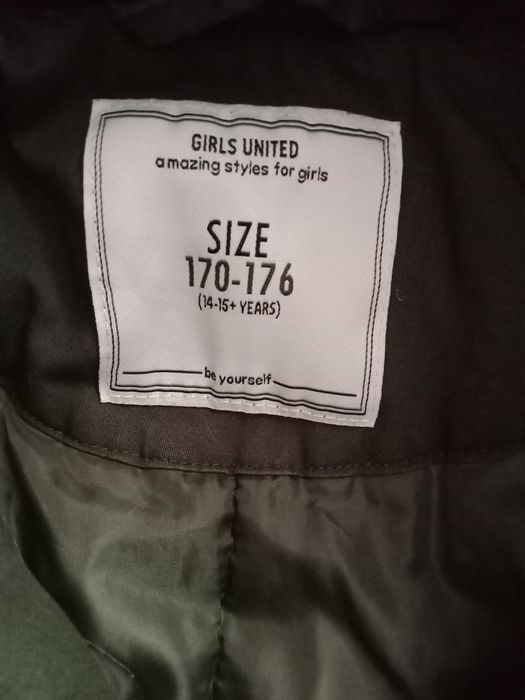 GIRLS UNITED
amazing styles for girls
SIZE
170-176
(14-15+ YEARS)
be yourself